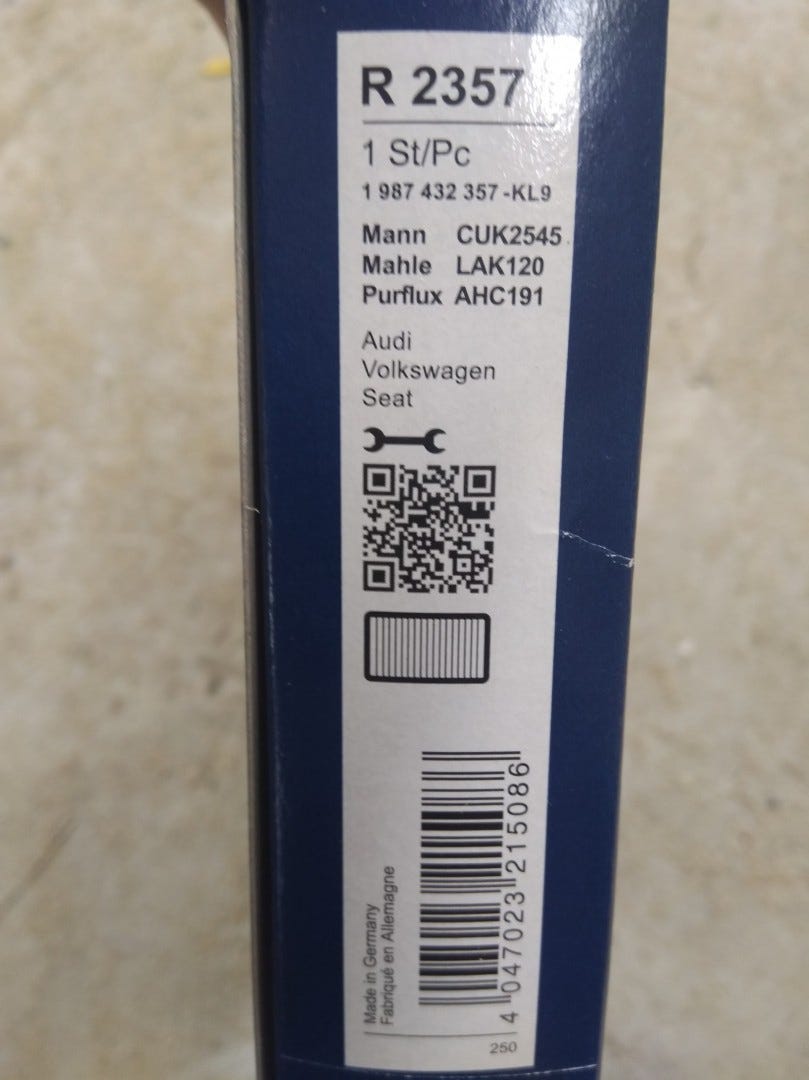 R 2357
1 St/Pc
1 987 432 357-KL9
Mann CUK2545
Mahle LAK120
Purflux AHC191
Audi
Volkswagen
Seat
4 047023 215086
Made in Germany
Fabriqué en Allemagne
250